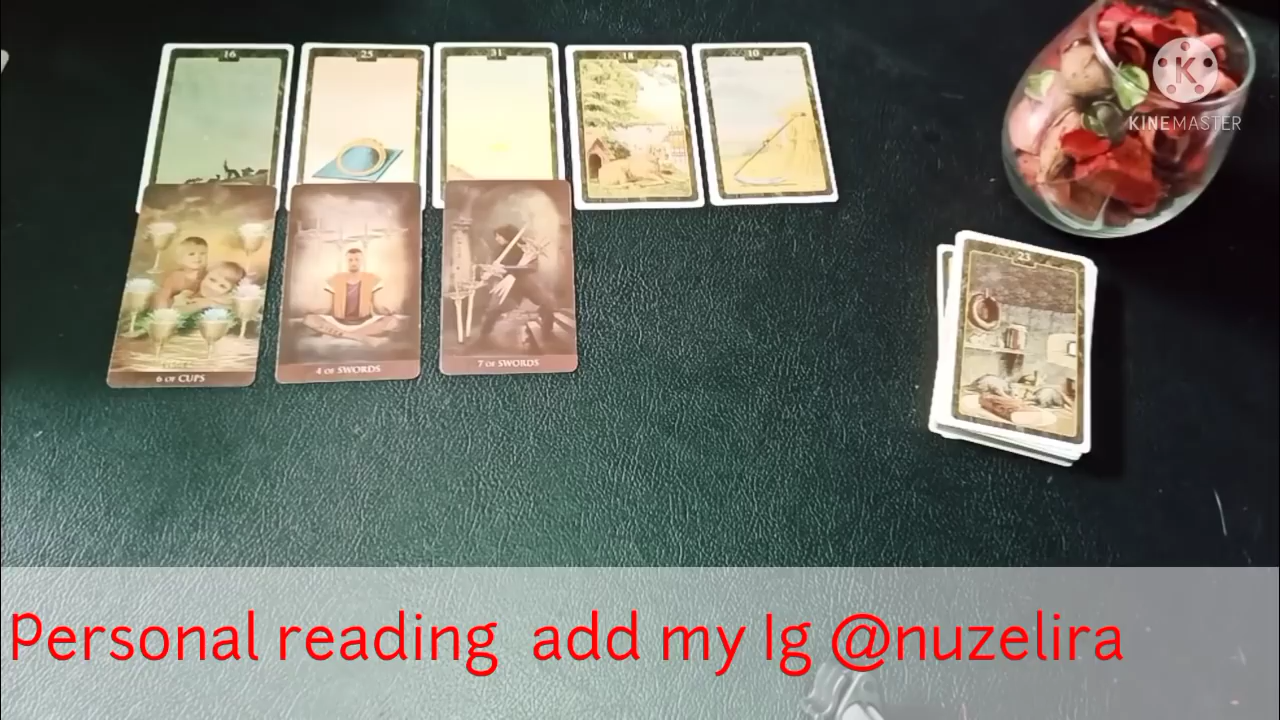 16 25 31 18 10
KINEMASTER
23
6 OF CUPS 4 OF SWORDS 7 OF SWORDS
Personal reading add my Ig @nuzelira